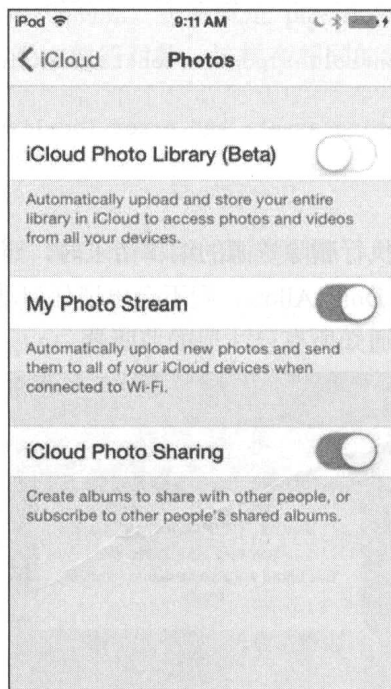 iPod 9:11 AM
iCloud Photos
iCloud Photo Library (Beta)
Automatically upload and store your entire
library in iCloud to access photos and videos
from all your devices.
My Photo Stream
Automatically upload new photos and send
them to all of your iCloud devices when
connected to Wi-Fi.
iCloud Photo Sharing
Create albums to share with other people, or
subscribe to other people's shared albums.